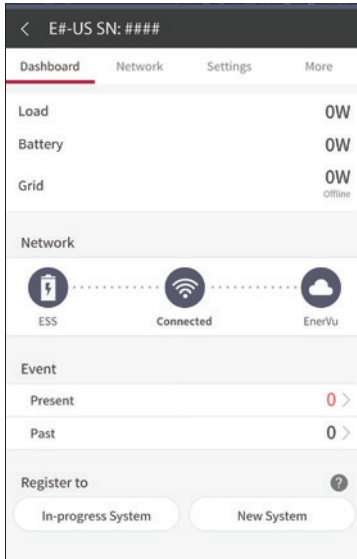 < E#-US SN: ####
Dashboard Network Settings More
Load 0W
Battery 0W
Grid 0W
Offline
Network
ESS Connected EnerVu
Event
Present 0 >
Past 0 >
Register to ?
In-progress System New System